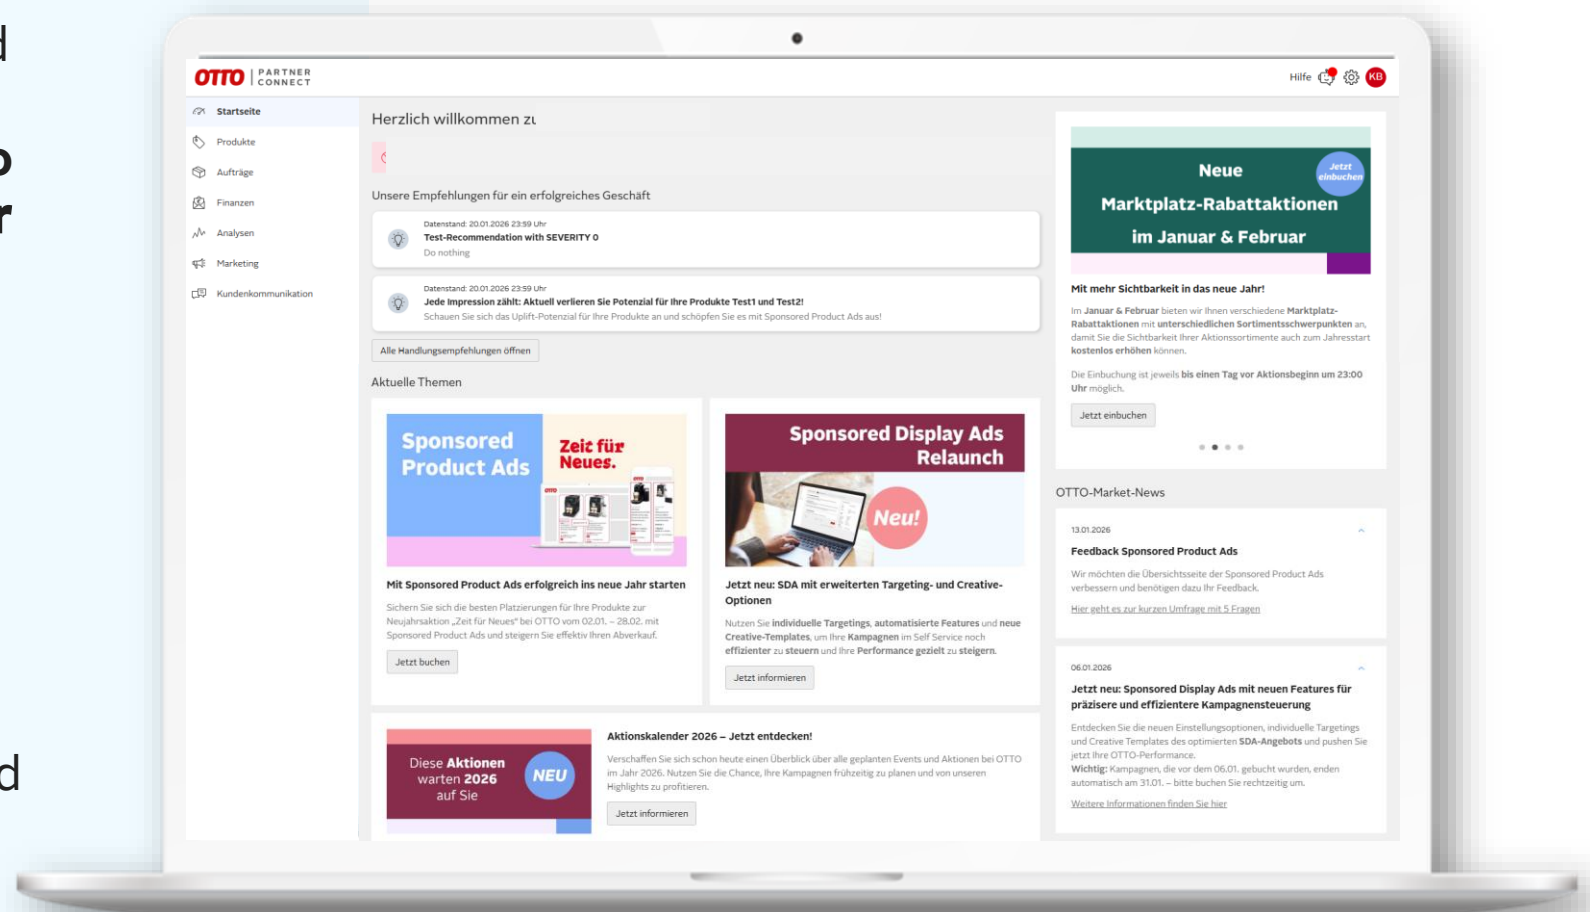 OTTO | PARTNER CONNECT
Hilfe
KB
Startseite
Produkte
Aufträge
Finanzen
Analysen
Marketing
Kundenkommunikation
Herzlich willkommen zu
Unsere Empfehlungen für ein erfolgreiches Geschäft
Datenstand: 20.01.2026 23:59 Uhr
Test-Recommendation with SEVERITY 0
Do nothing
Datenstand: 20.01.2026 23:59 Uhr
Jede Impression zählt: Aktuell verlieren Sie Potenzial für Ihre Produkte Test1 und Test2!
Schauen Sie sich das Uplift-Potenzial für Ihre Produkte an und schöpfen Sie es mit Sponsored Product Ads aus!
Alle Handlungsempfehlungen öffnen
Aktuelle Themen
Sponsored
Product Ads
Zeit für
Neues.
Mit Sponsored Product Ads erfolgreich ins neue Jahr starten
Sichern Sie sich die besten Platzierungen für Ihre Produkte zur
Neujahrsaktion „Zeit für Neues" bei OTTO vom 02.01. – 28.02. mit
Sponsored Product Ads und steigern Sie effektiv Ihren Abverkauf.
Jetzt buchen
Sponsored Display Ads
Relaunch
Neu!
Jetzt neu: SDA mit erweiterten Targeting- und Creative-
Optionen
Nutzen Sie individuelle Targetings, automatisierte Features und neue
Creative-Templates, um Ihre Kampagnen im Self Service noch
effizienter zu steuern und Ihre Performance gezielt zu steigern.
Jetzt informieren
Diese Aktionen
warten 2026
auf Sie
NEU
Aktionskalender 2026 – Jetzt entdecken!
Verschaffen Sie sich schon heute einen Überblick über alle geplanten Events und Aktionen bei OTTO
im Jahr 2026. Nutzen Sie die Chance, Ihre Kampagnen frühzeitig zu planen und von unseren
Highlights zu profitieren.
Jetzt informieren
Neue
Marktplatz-Rabattaktionen
im Januar & Februar
Jetzt
einbuchen
Mit mehr Sichtbarkeit in das neue Jahr!
Im Januar & Februar bieten wir Ihnen verschiedene Marktplatz-
Rabattaktionen mit unterschiedlichen Sortimentsschwerpunkten an,
damit Sie die Sichtbarkeit Ihrer Aktionssortimente auch zum Jahresstart
kostenlos erhöhen können.
Die Einbuchung ist jeweils bis einen Tag vor Aktionsbeginn um 23:00
Uhr möglich.
Jetzt einbuchen
OTTO-Market-News
13.01.2026
Feedback Sponsored Product Ads
Wir möchten die Übersichtsseite der Sponsored Product Ads
verbessern und benötigen dazu Ihr Feedback.
Hier geht es zur kurzen Umfrage mit 5 Fragen
06.01.2026
Jetzt neu: Sponsored Display Ads mit neuen Features für
präzisere und effizientere Kampagnensteuerung
Entdecken Sie die neuen Einstellungsoptionen, individuelle Targetings
und Creative Templates des optimierten SDA-Angebots und pushen Sie
jetzt Ihre OTTO-Performance.
Wichtig: Kampagnen, die vor dem 06.01. gebucht wurden, enden
automatisch am 31.01. – bitte buchen Sie rechtzeitig um.
Weitere Informationen finden Sie hier